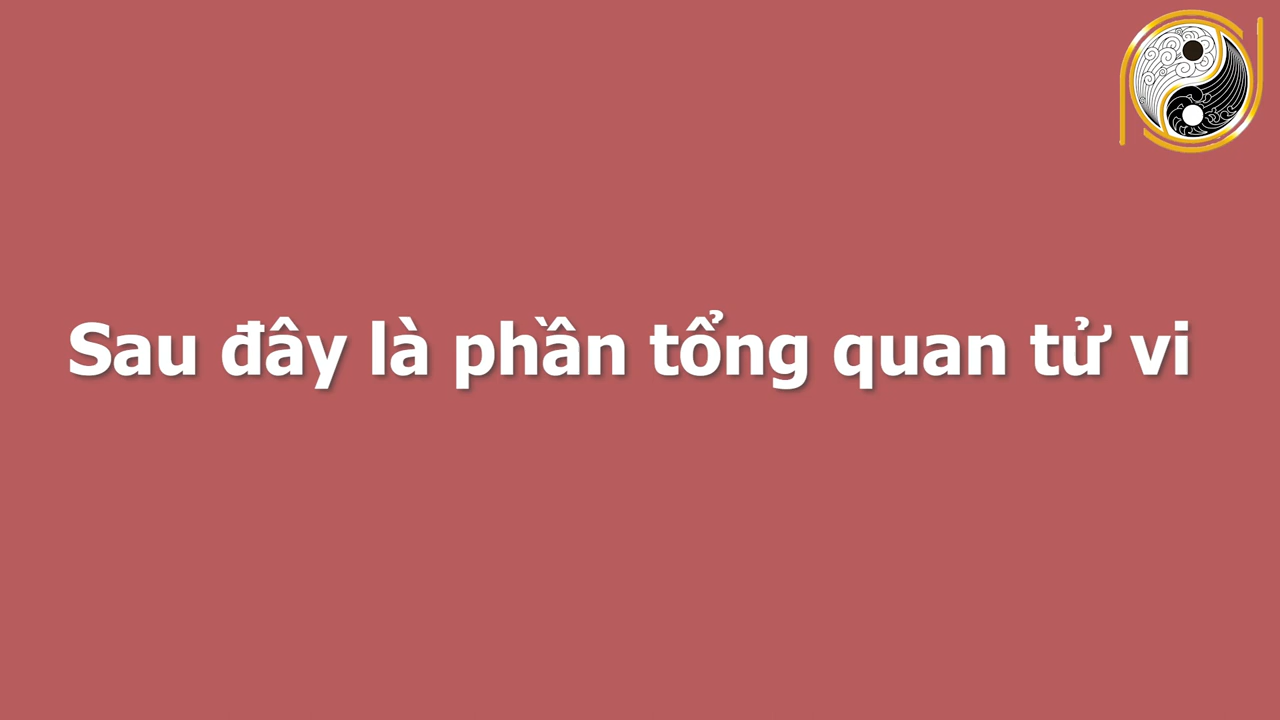 Sau đây là phần tổng quan tử vi